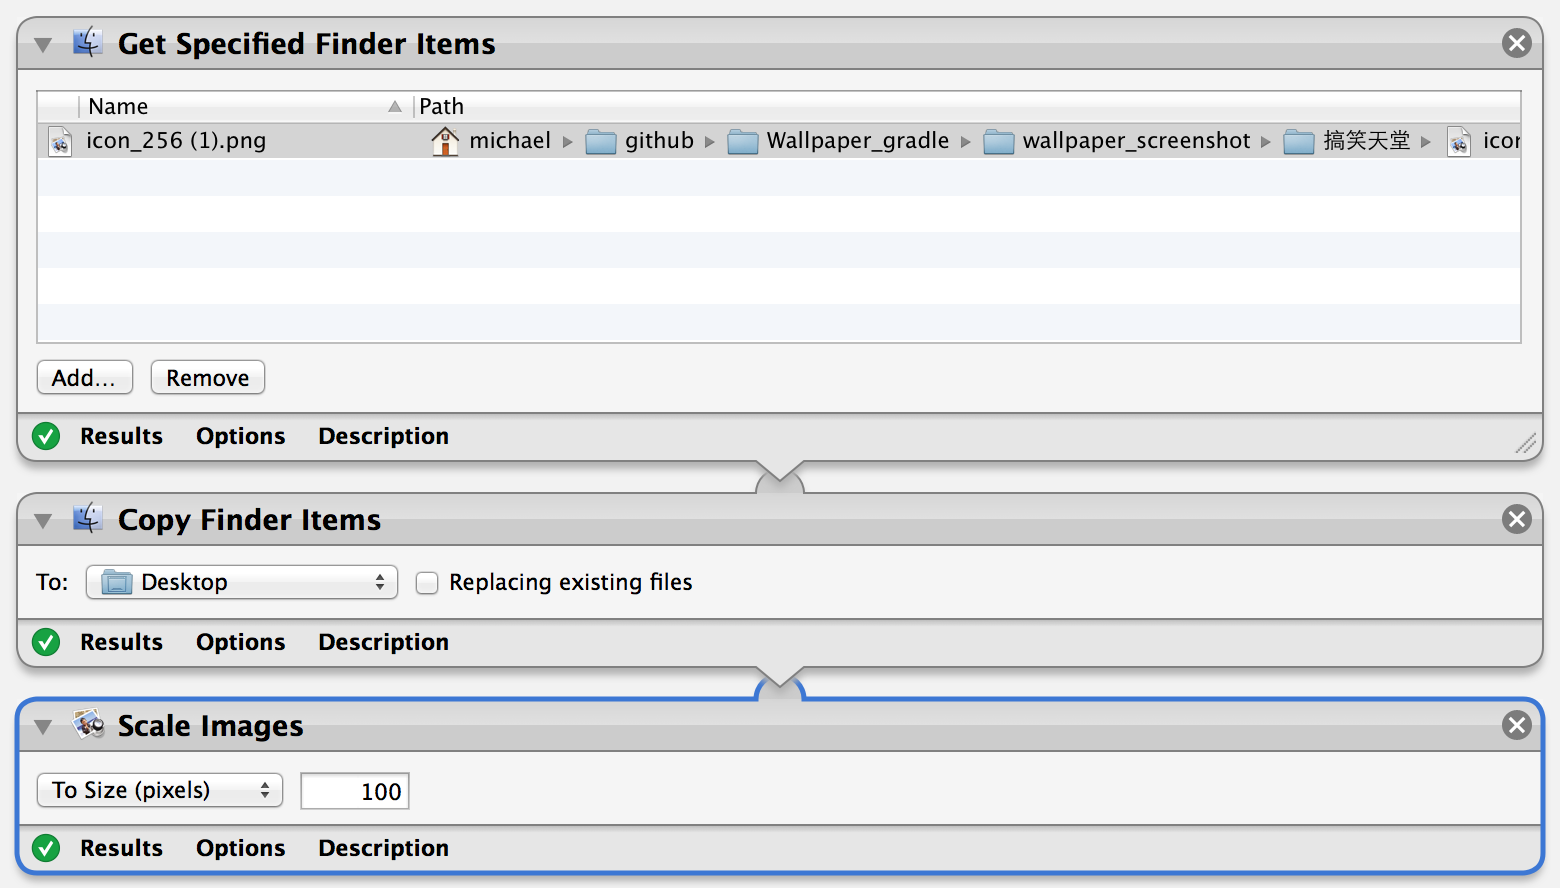 Get Specified Finder Items
Name Path
icon_256 (1).png michael github Wallpaper_gradle wallpaper_screenshot 搞笑天堂 icon
Add... Remove
Results Options Description
Copy Finder Items
To: Desktop Replacing existing files
Results Options Description
Scale Images
To Size (pixels) 100
Results Options Description